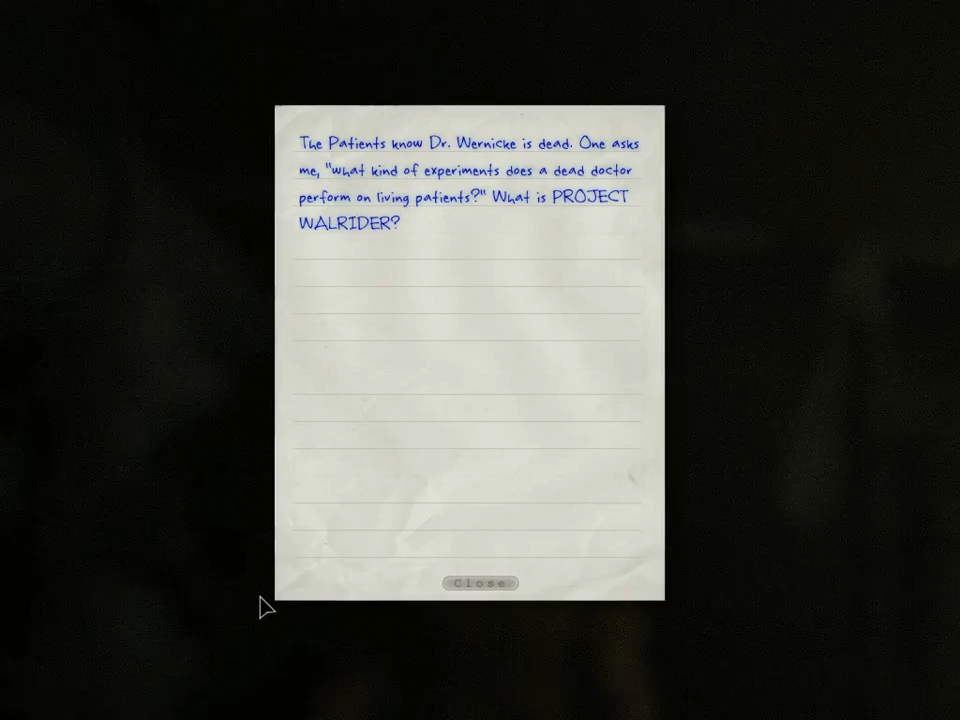 The Patients know Dr. Wernicke is dead. One asks
me, "what kind of experiments does a dead doctor
perform on living patients?" What is PROJECT
WALRIDER?
Close